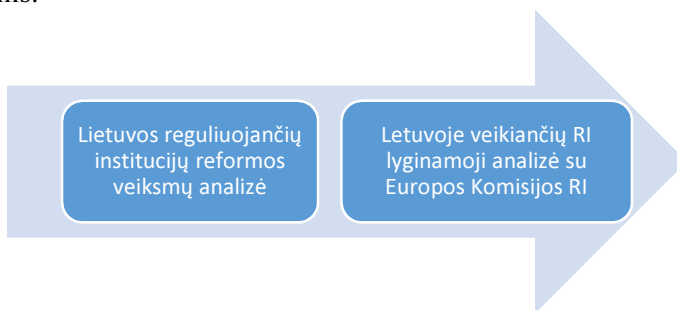 Lietuvos reguliuojančių
institucijų reformos
veiksmų analizė
Letuvoje veikiančių RI
lyginamoji analizė su
Europos Komisijos RI